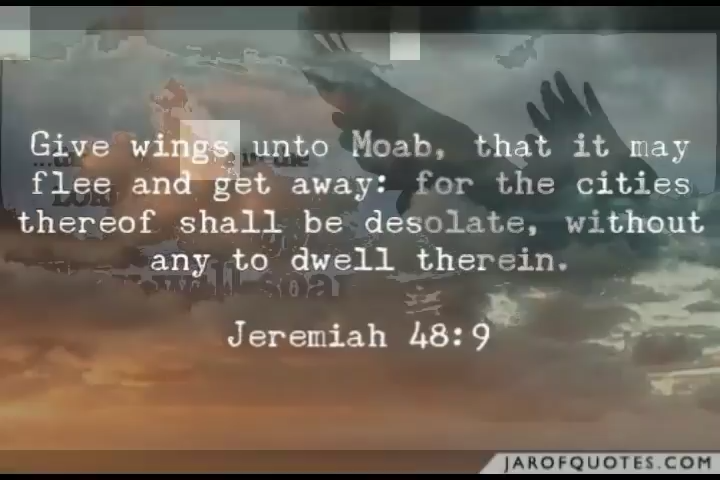 Give wings unto Moab, that it may
flee and get away: for the cities
thereof shall be desolate, without
any to dwell therein.
Jeremiah 48:9
JAROFQUOTES.COM